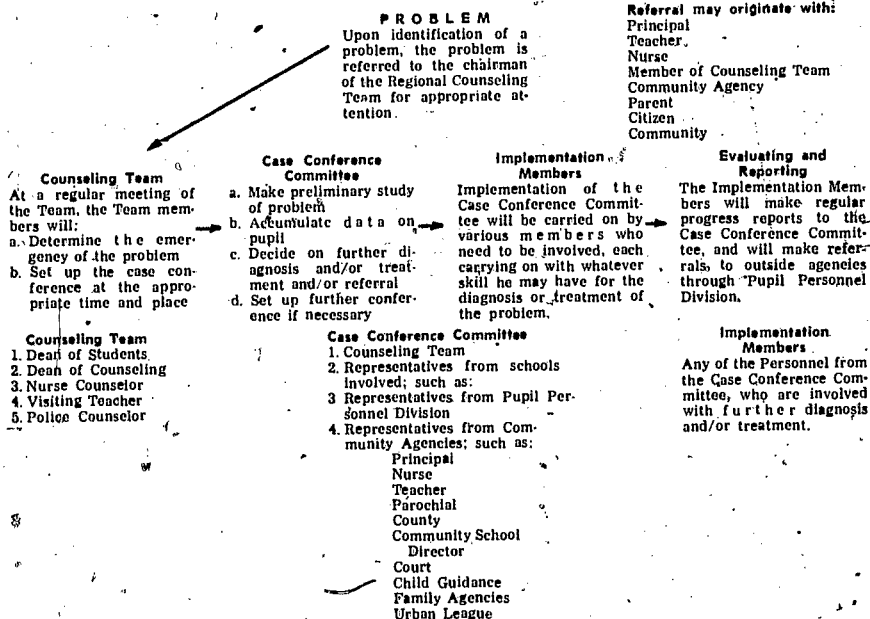 PROBLEM
Upon identification of a
problem, the problem is
referred to the chairman
of the Regional Counseling
Team for appropriate at-
tention.
Referral may originate with:
Principal
Teacher
Nurse
Member of Counseling Team
Community Agency
Parent
Citizen
Community
Counseling Team
At a regular meeting of
the Team, the Team mem-
bers will:
a. Determine the emer-
gency of the problem
b. Set up the case con-
ference at the appro-
priate time and place
Case Conference
Committee
a. Make preliminary study
of problem
b. Accumulate data on
pupil
c. Decide on further di-
agnosis and/or treat-
ment and/or referral
d. Set up further confer-
ence if necessary
Implementation
Members
Implementation of the
Case Conference Commit-
tee will be carried on by
various members who
need to be involved, each
carrying on with whatever
skill he may have for the
diagnosis or treatment of
the problem.
Evaluating and
Reporting
The Implementation Mem-
bers will make regular
progress reports to the
Case Conference Commit-
tee, and will make refer-
rals, to outside agencies
through Pupil Personnel
Division.
Counseling Team
1. Dean of Students
2. Dean of Counseling
3. Nurse Counselor
4. Visiting Teacher
5. Police Counselor
Case Conference Committee
1. Counseling Team
2. Representatives from schools
involved; such as:
3 Representatives from Pupil Per-
sonnel Division
4. Representatives from Com-
munity Agencies; such as:
Principal
Nurse
Teacher
Parochial
County
Community School
Director
Court
Child Guidance
Family Agencies
Urban League
Implementation
Members
Any of the Personnel from
the Case Conference Com-
mittee, who are involved
with further diagnosis
and/or treatment.